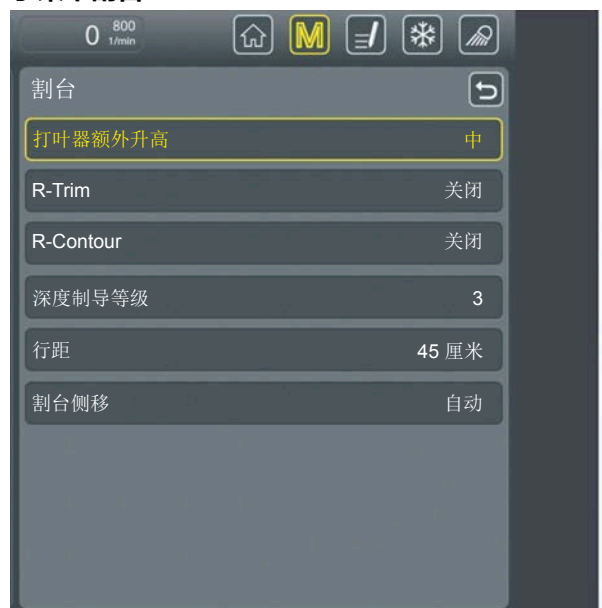 0 800 1/min
割台
打叶器额外升高 中
R-Trim 关闭
R-Contour 关闭
深度制导等级 3
行距 45 厘米
割台侧移 自动